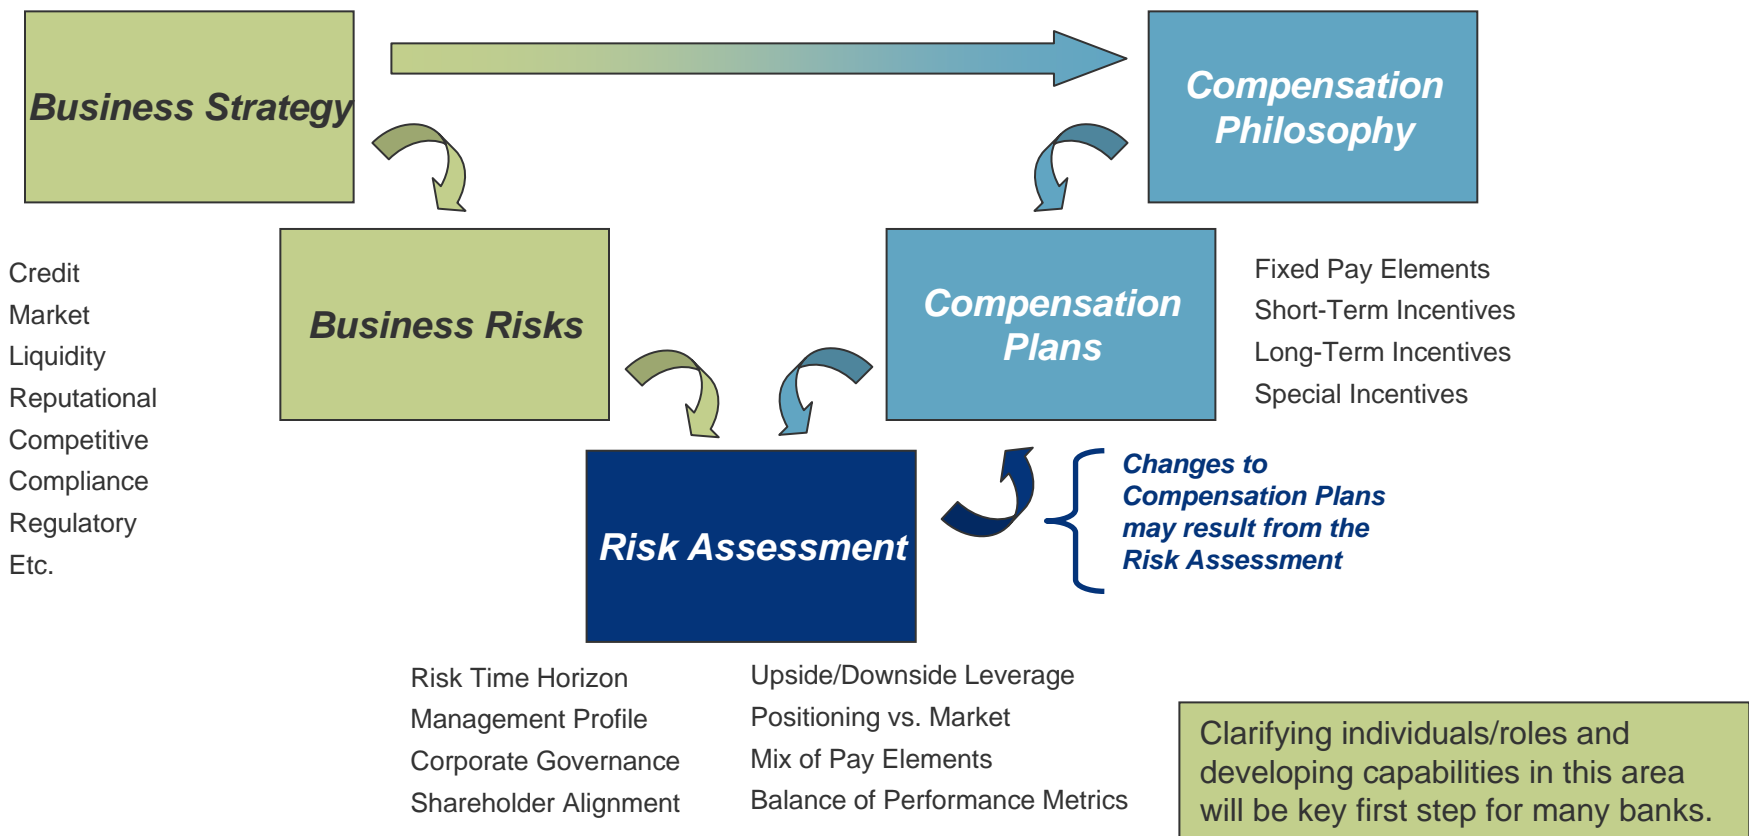 Business Strategy
Compensation
Philosophy
Credit
Market
Liquidity
Reputational
Competitive
Compliance
Regulatory
Etc.
Business Risks
Compensation
Plans
Fixed Pay Elements
Short-Term Incentives
Long-Term Incentives
Special Incentives
Risk Assessment
Changes to
Compensation Plans
may result from the
Risk Assessment
Risk Time Horizon
Management Profile
Corporate Governance
Shareholder Alignment
Upside/Downside Leverage
Positioning vs. Market
Mix of Pay Elements
Balance of Performance Metrics
Clarifying individuals/roles and
developing capabilities in this area
will be key first step for many banks.